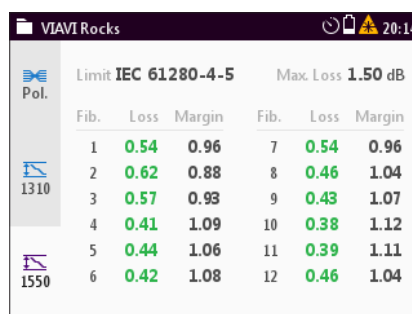 VIAVI Rocks 20:14
Limit IEC 61280-4-5 Max. Loss 1.50 dB
Pol.
Fib. Loss Margin Fib. Loss Margin
1 0.54 0.96 7 0.54 0.96
2 0.62 0.88 8 0.46 1.04
1310
3 0.57 0.93 9 0.43 1.07
4 0.41 1.09 10 0.38 1.12
5 0.44 1.06 11 0.39 1.11
1550
6 0.42 1.08 12 0.46 1.04